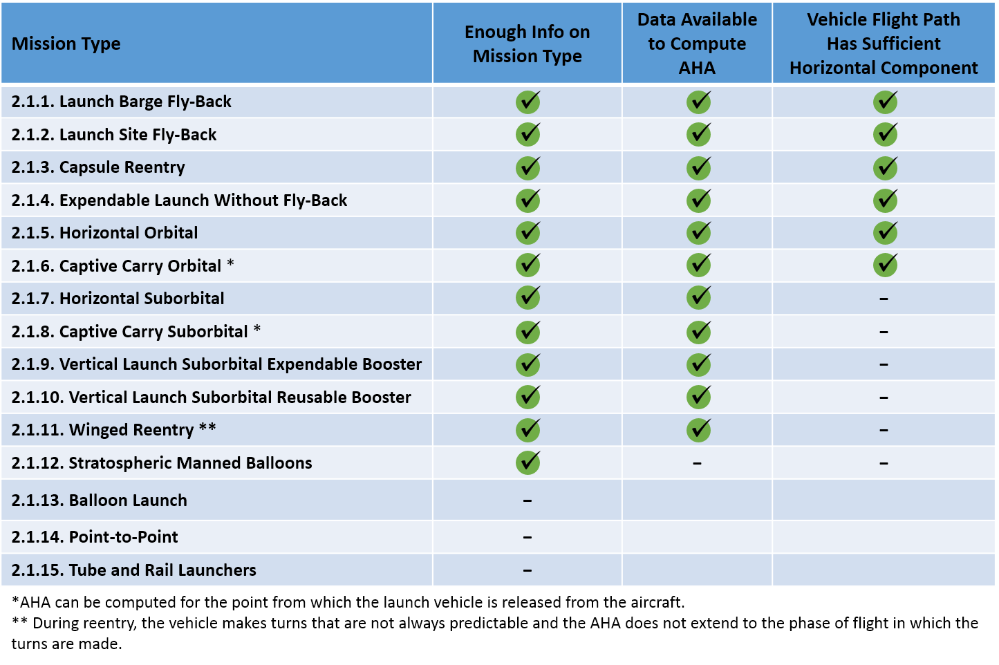 Mission Type
Enough Info on
Mission Type
Data Available
to Compute
AHA
Vehicle Flight Path
Has Sufficient
Horizontal Component
2.1.1. Launch Barge Fly-Back ✓ ✓ ✓
2.1.2. Launch Site Fly-Back ✓ ✓ ✓
2.1.3. Capsule Reentry ✓ ✓ ✓
2.1.4. Expendable Launch Without Fly-Back ✓ ✓ ✓
2.1.5. Horizontal Orbital ✓ ✓ ✓
2.1.6. Captive Carry Orbital * ✓ ✓ ✓
2.1.7. Horizontal Suborbital ✓ ✓ –
2.1.8. Captive Carry Suborbital * ✓ ✓ –
2.1.9. Vertical Launch Suborbital Expendable Booster ✓ ✓ –
2.1.10. Vertical Launch Suborbital Reusable Booster ✓ ✓ –
2.1.11. Winged Reentry ** ✓ ✓ –
2.1.12. Stratospheric Manned Balloons ✓ – –
2.1.13. Balloon Launch –
2.1.14. Point-to-Point –
2.1.15. Tube and Rail Launchers –
*AHA can be computed for the point from which the launch vehicle is released from the aircraft.
** During reentry, the vehicle makes turns that are not always predictable and the AHA does not extend to the phase of flight in which the
turns are made.